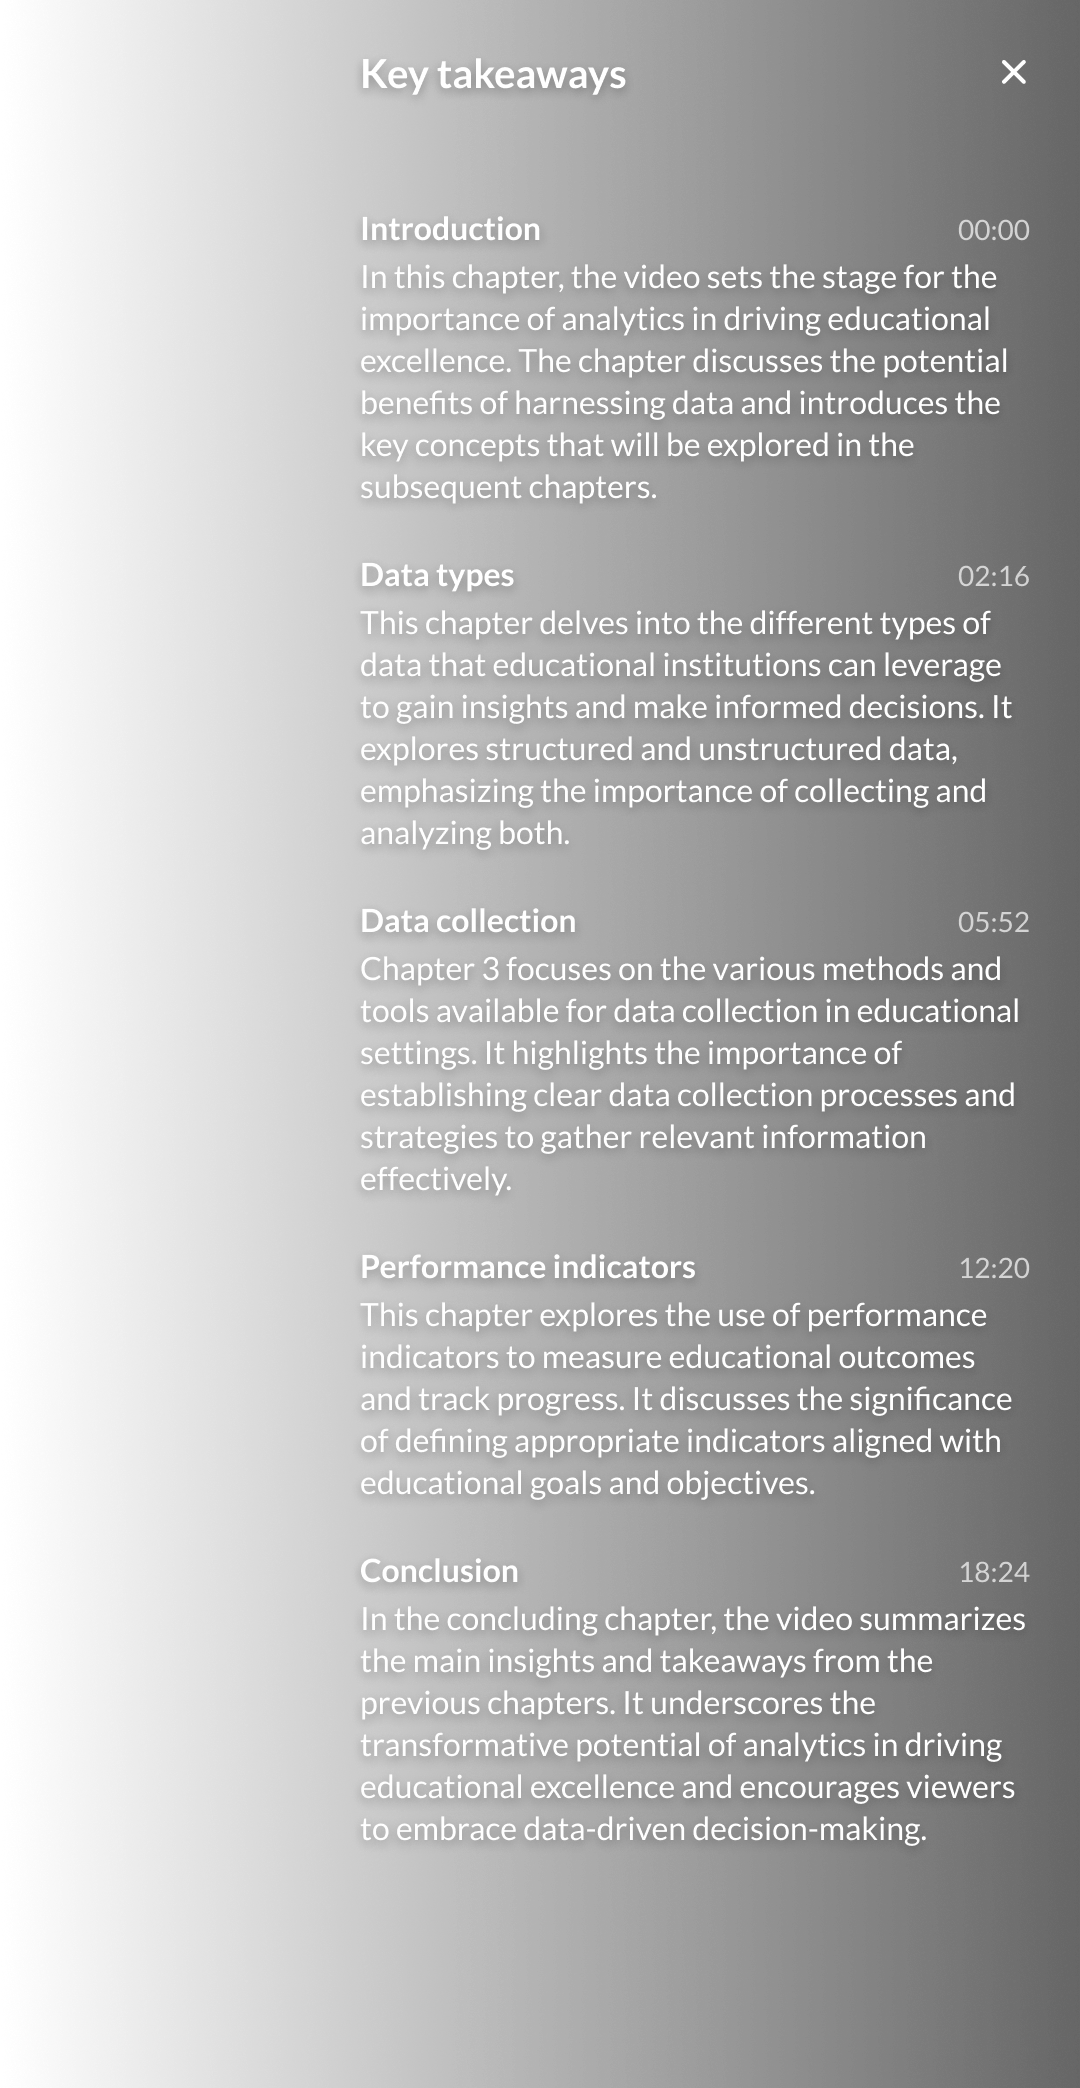 Key takeaways
Introduction 00:00
In this chapter, the video sets the stage for the
importance of analytics in driving educational
excellence. The chapter discusses the potential
benefits of harnessing data and introduces the
key concepts that will be explored in the
subsequent chapters.
Data types 02:16
This chapter delves into the different types of
data that educational institutions can leverage
to gain insights and make informed decisions. It
explores structured and unstructured data,
emphasizing the importance of collecting and
analyzing both.
Data collection 05:52
Chapter 3 focuses on the various methods and
tools available for data collection in educational
settings. It highlights the importance of
establishing clear data collection processes and
strategies to gather relevant information
effectively.
Performance indicators 12:20
This chapter explores the use of performance
indicators to measure educational outcomes
and track progress. It discusses the significance
of defining appropriate indicators aligned with
educational goals and objectives.
Conclusion 18:24
In the concluding chapter, the video summarizes
the main insights and takeaways from the
previous chapters. It underscores the
transformative potential of analytics in driving
educational excellence and encourages viewers
to embrace data-driven decision-making.